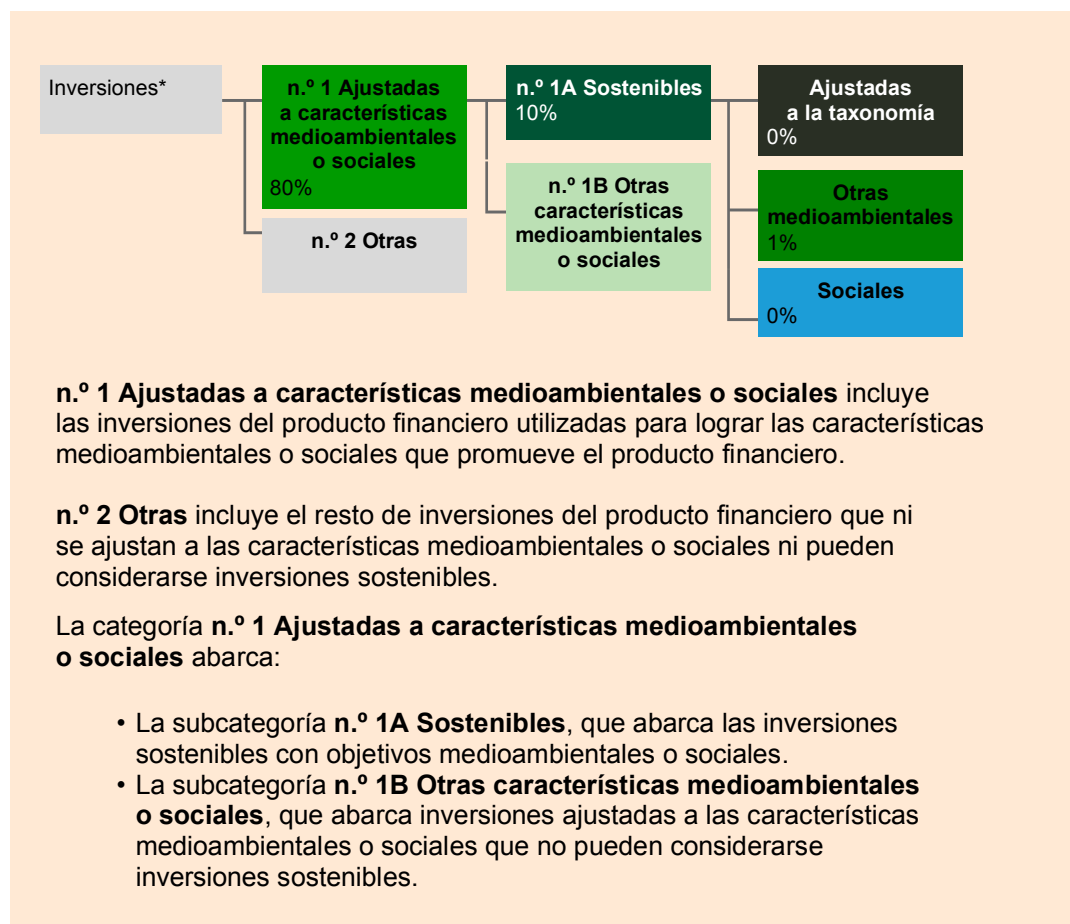 Inversiones*
n.º 1 Ajustadas
a características
medioambientales
o sociales
80%
n.º 2 Otras
n.º 1A Sostenibles
10%
n.º 1B Otras
características
medioambientales
o sociales
Ajustadas
a la taxonomía
0%
Otras
medioambientales
1%
Sociales
0%
n.º 1 Ajustadas a características medioambientales o sociales incluye
las inversiones del producto financiero utilizadas para lograr las características
medioambientales o sociales que promueve el producto financiero.
n.º 2 Otras incluye el resto de inversiones del producto financiero que ni
se ajustan a las características medioambientales o sociales ni pueden
considerarse inversiones sostenibles.
La categoría n.º 1 Ajustadas a características medioambientales
o sociales abarca:
• La subcategoría n.º 1A Sostenibles, que abarca las inversiones
sostenibles con objetivos medioambientales o sociales.
• La subcategoría n.º 1B Otras características medioambientales
o sociales, que abarca inversiones ajustadas a las características
medioambientales o sociales que no pueden considerarse
inversiones sostenibles.